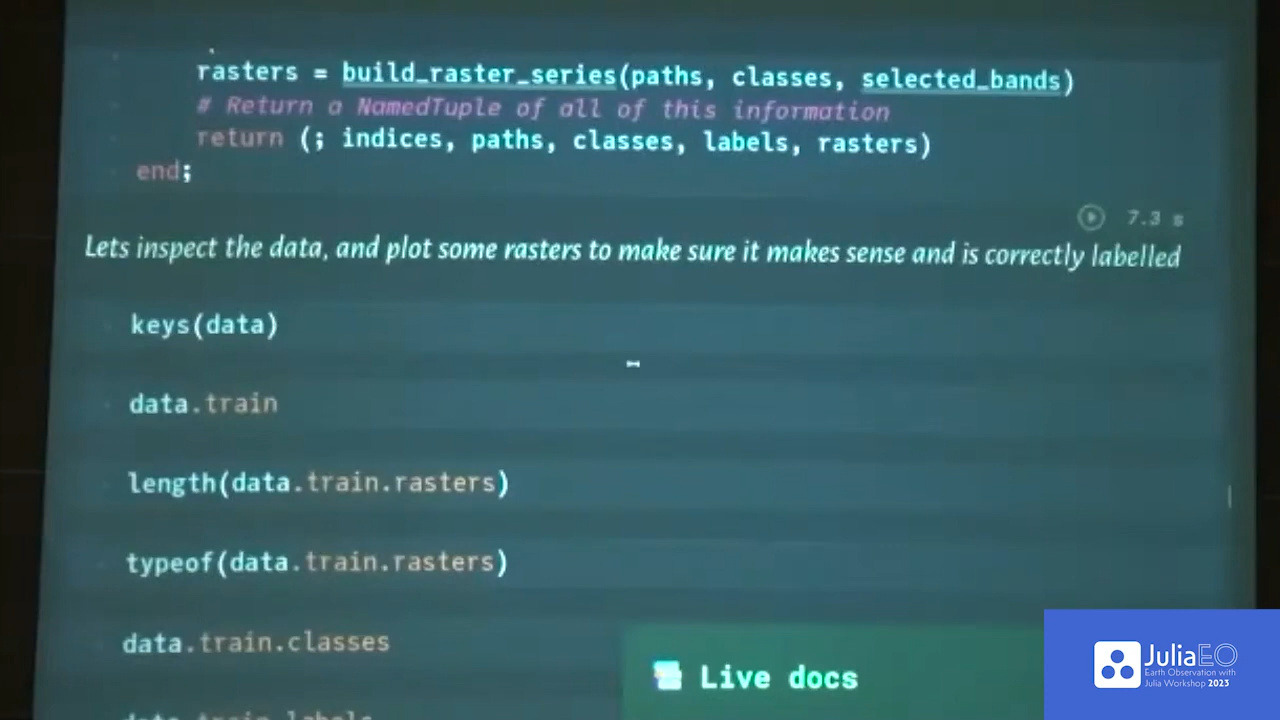 rasters = build_raster_series(paths, classes, selected_bands)
# Return a NamedTuple of all of this information
return (; indices, paths, classes, labels, rasters)
end;
7.3 s
Lets inspect the data, and plot some rasters to make sure it makes sense and is correctly labelled
keys(data)
data.train
length(data.train.rasters)
typeof(data.train.rasters)
data.train.classes
data.train.labels
Live docs
JuliaEO
Earth Observation with
Julia Workshop 2023